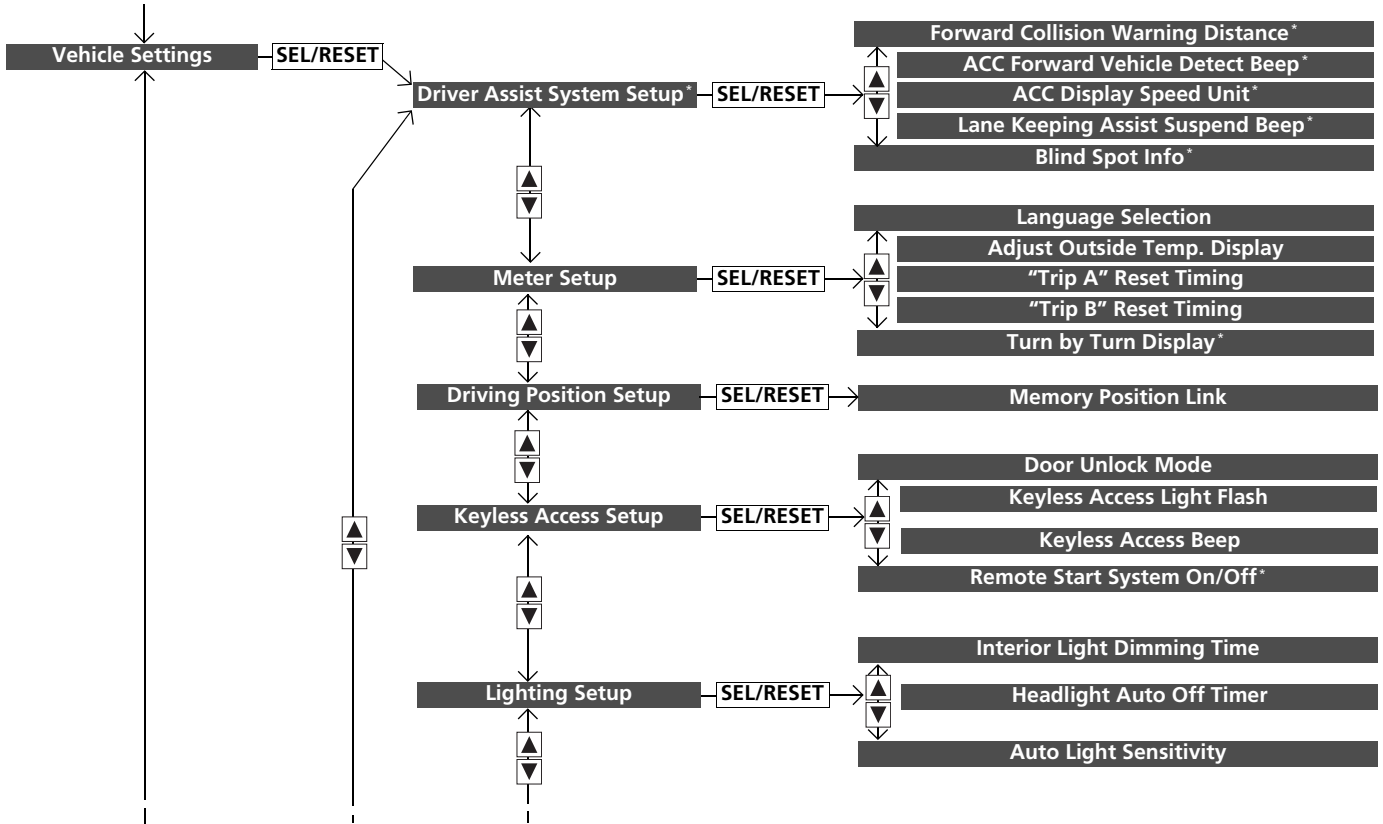 Vehicle Settings
SEL/RESET
Driver Assist System Setup*
SEL/RESET
Forward Collision Warning Distance*
ACC Forward Vehicle Detect Beep*
ACC Display Speed Unit*
Lane Keeping Assist Suspend Beep*
Blind Spot Info*
Meter Setup
SEL/RESET
Language Selection
Adjust Outside Temp. Display
“Trip A” Reset Timing
“Trip B” Reset Timing
Turn by Turn Display*
Driving Position Setup
SEL/RESET
Memory Position Link
Keyless Access Setup
SEL/RESET
Door Unlock Mode
Keyless Access Light Flash
Keyless Access Beep
Remote Start System On/Off*
Lighting Setup
SEL/RESET
Interior Light Dimming Time
Headlight Auto Off Timer
Auto Light Sensitivity